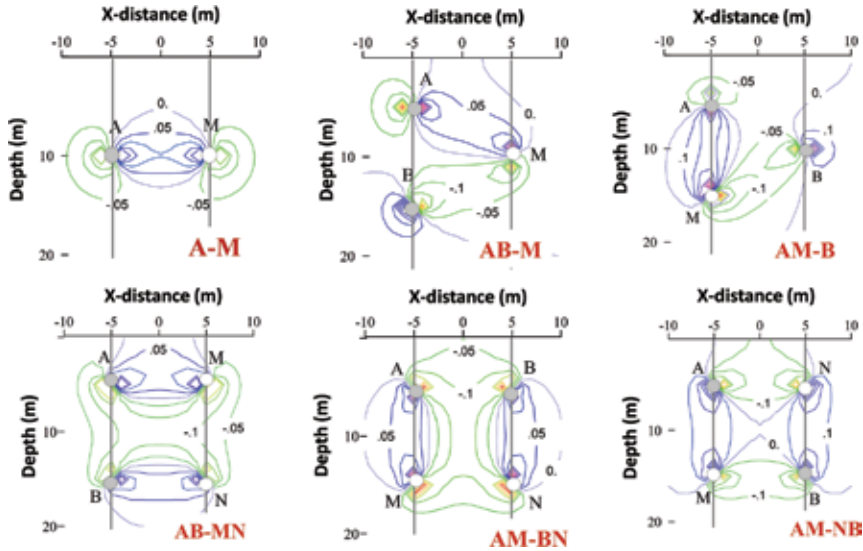 X-distance (m)
-10 -5 0 5 10
Depth (m)
0.
A
.05
M
10
-.05
-.05
20
A-M
X-distance (m)
-10 -5 0 5 10
Depth (m)
A
.05
0.
10
M
E
-.1
-.05
20
AB-M
X-distance (m)
-10 -5 0 5 10
Depth (m)
-.05
A
-.05
.1
10
.1
B
M
-.1
0.
20
AM-B
X-distance (m)
-10 -5 0 5 10
Depth (m)
.05
A
M
10
-.1
-.05
B
N
20
AB-MN
X-distance (m)
-10 -5 0 5 10
Depth (m)
-.05
A
B
-.1
10
.05
.05
0.
M
N
20
AM-BN
X-distance (m)
-10 -5 0 5 10
Depth (m)
A
N
-.1
10
.1
0.
M
B
-.1
20
AM-NB